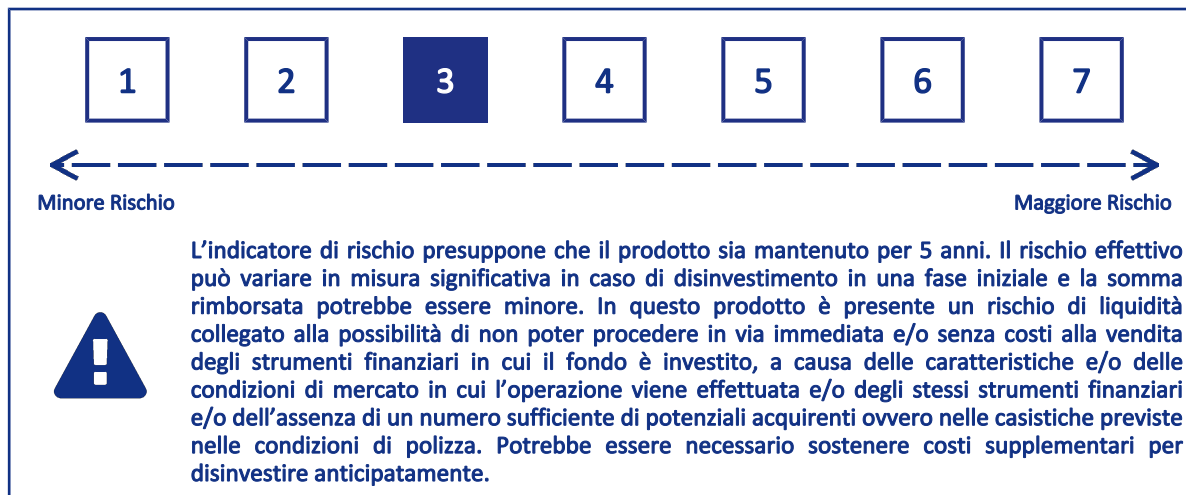 1 2 3 4 5 6 7
Minore Rischio Maggiore Rischio
L’indicatore di rischio presuppone che il prodotto sia mantenuto per 5 anni. Il rischio effettivo
può variare in misura significativa in caso di disinvestimento in una fase iniziale e la somma
rimborsata potrebbe essere minore. In questo prodotto è presente un rischio di liquidità
collegato alla possibilità di non poter procedere in via immediata e/o senza costi alla vendita
degli strumenti finanziari in cui il fondo è investito, a causa delle caratteristiche e/o delle
condizioni di mercato in cui l’operazione viene effettuata e/o degli stessi strumenti finanziari
e/o dell’assenza di un numero sufficiente di potenziali acquirenti ovvero nelle casistiche previste
nelle condizioni di polizza. Potrebbe essere necessario sostenere costi supplementari per
disinvestire anticipatamente.